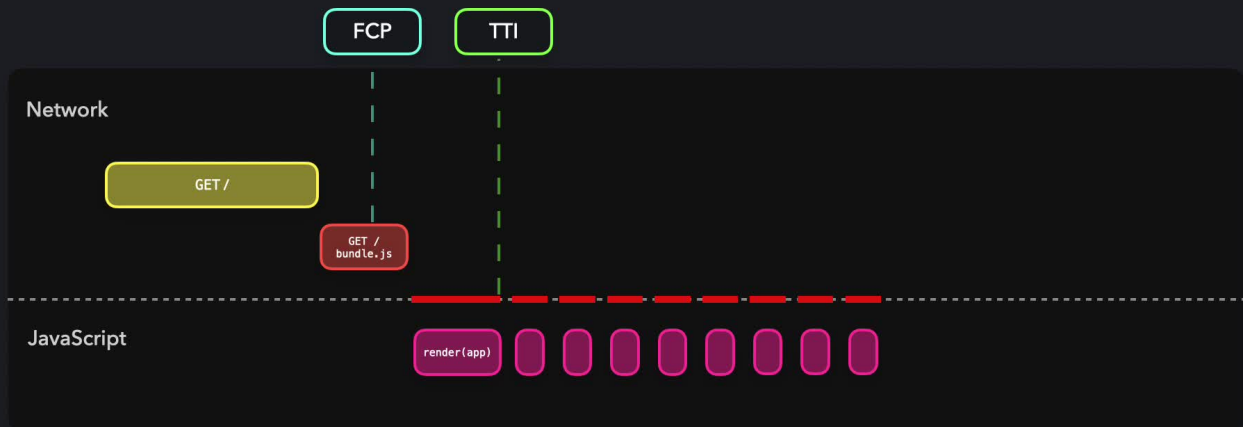 FCP
TTI
Network
GET /
GET /
bundle.js
JavaScript
render(app)